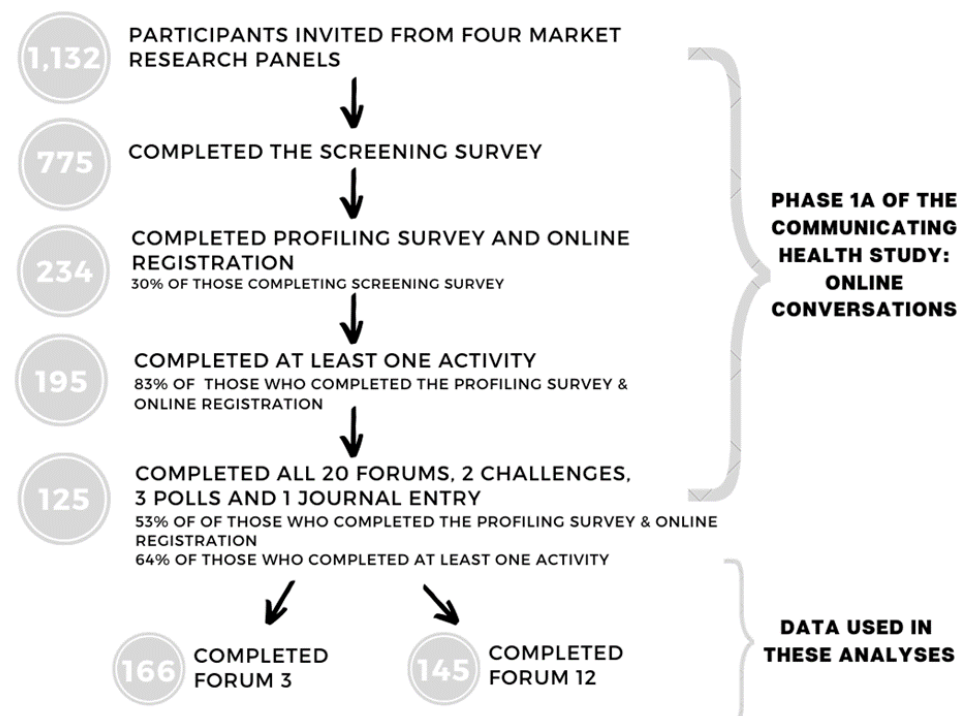 1,132
PARTICIPANTS INVITED FROM FOUR MARKET
RESEARCH PANELS
775
COMPLETED THE SCREENING SURVEY
234
COMPLETED PROFILING SURVEY AND ONLINE
REGISTRATION
30% OF THOSE COMPLETING SCREENING SURVEY
195
COMPLETED AT LEAST ONE ACTIVITY
83% OF THOSE WHO COMPLETED THE PROFILING SURVEY &
ONLINE REGISTRATION
125
COMPLETED ALL 20 FORUMS, 2 CHALLENGES,
3 POLLS AND 1 JOURNAL ENTRY
53% OF OF THOSE WHO COMPLETED THE PROFILING SURVEY & ONLINE
REGISTRATION
64% OF THOSE WHO COMPLETED AT LEAST ONE ACTIVITY
PHASE 1A OF THE
COMMUNICATING
HEALTH STUDY:
ONLINE
CONVERSATIONS
166
COMPLETED
FORUM 3
145
COMPLETED
FORUM 12
DATA USED IN
THESE ANALYSES